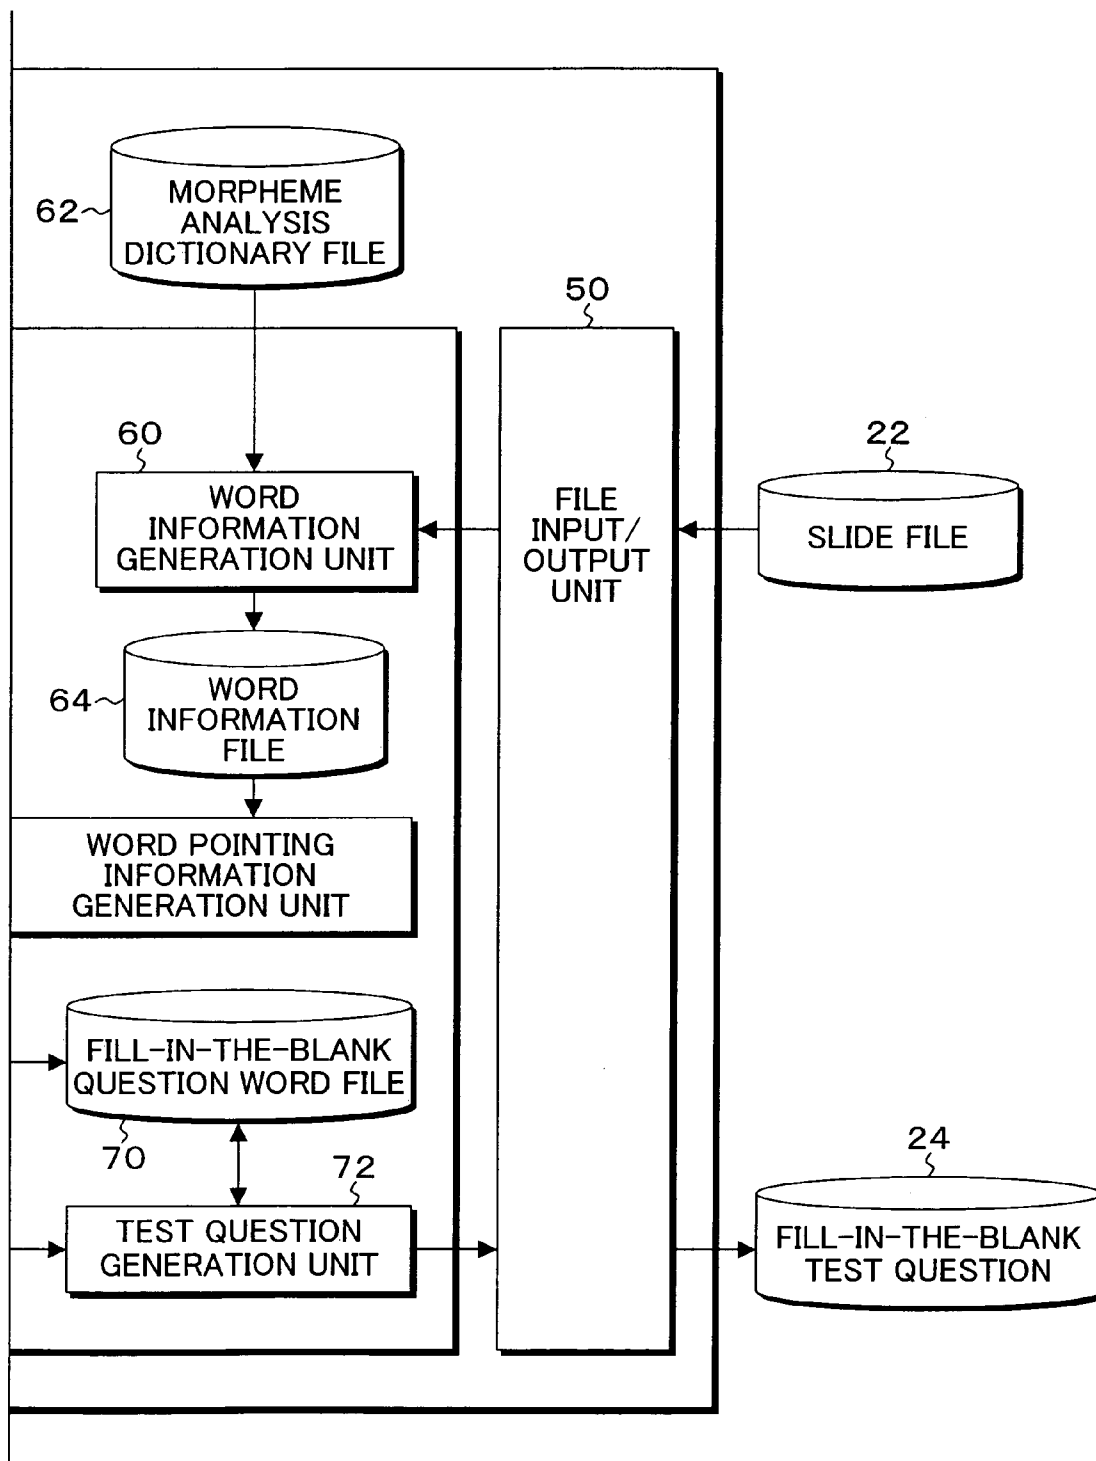 62
MORPHEME
ANALYSIS
DICTIONARY FILE
50
60
WORD
INFORMATION
GENERATION UNIT
FILE
INPUT/
OUTPUT
UNIT
22
SLIDE FILE
64
WORD
INFORMATION
FILE
WORD POINTING
INFORMATION
GENERATION UNIT
FILL-IN-THE-BLANK
QUESTION WORD FILE
70
72
TEST QUESTION
GENERATION UNIT
24
FILL-IN-THE-BLANK
TEST QUESTION